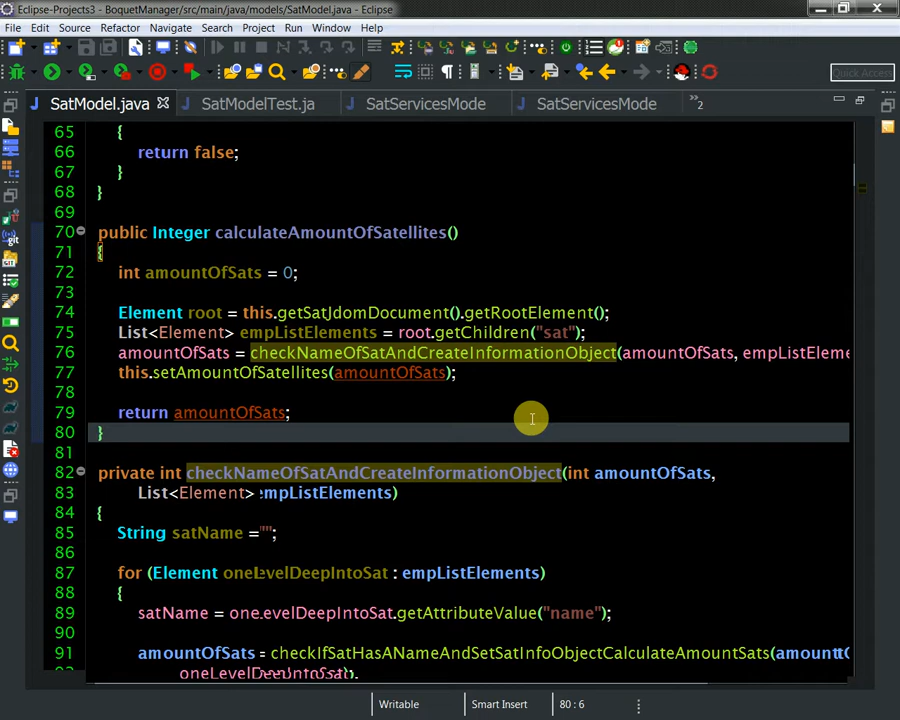 Eclipse-Projects3 - BoquetManager/src/main/java/models/SatModel.java - Eclipse
File Edit Source Refactor Navigate Search Project Run Window Help
Quick Access
SatModel.java SatModelTest.ja SatServicesMode SatServicesMode »2
65 {
66 return false;
67 }
68 }
69
70 public Integer calculateAmountOfSatellites()
71 {
72 int amountOfSats = 0;
73
74 Element root = this.getSatJdomDocument().getRootElement();
75 List<Element> empListElements = root.getChildren("sat");
76 amountOfSats = checkNameOfSatAndCreateInformationObject(amountOfSats, empListEleme
77 this.setAmountOfSatellites(amountOfSats);
78
79 return amountOfSats;
80 }
81
82 private int checkNameOfSatAndCreateInformationObject(int amountOfSats,
83 List<Element> empListElements)
84 {
85 String satName ="";
86
87 for (Element oneLevelDeepIntoSat : empListElements)
88 {
89 satName = oneLevelDeepIntoSat.getAttributeValue("name");
90
91 amountOfSats = checkIfSatHasANameAndSetSatInfoObjectCalculateAmountSats(amount
oneLevelDeepIntoSat);
Writable Smart Insert 80 : 6